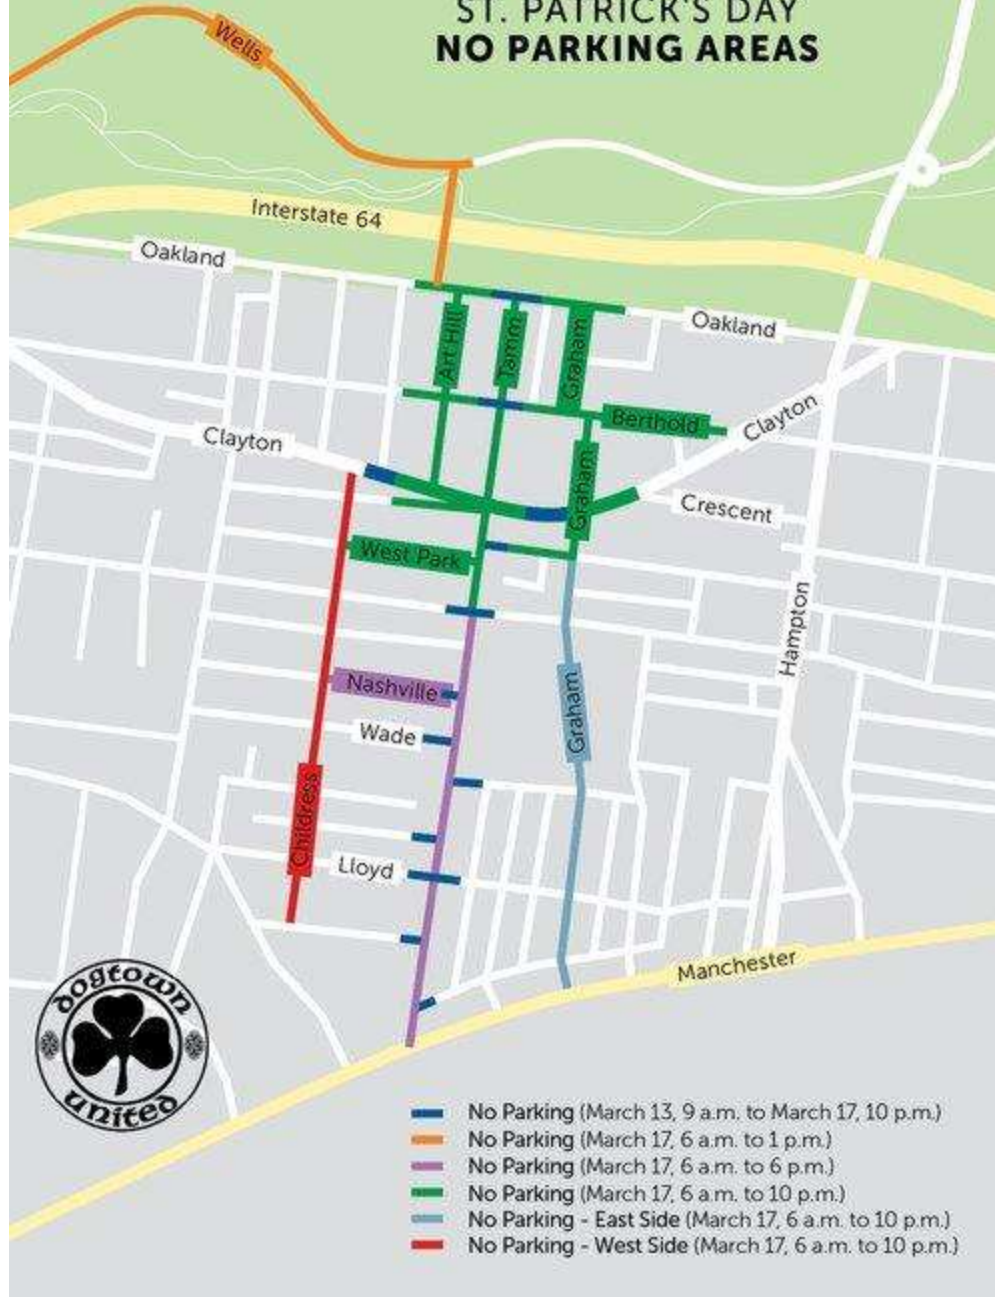 ST. PATRICK'S DAY
NO PARKING AREAS
Wells
Interstate 64
Oakland
Oakland
Art Hill
Tamm
Graham
Berthold
Clayton
Clayton
Graham
Crescent
West Park
Hampton
Nashville
Graham
Wade
Childress
Lloyd
Manchester
dogtown
united
No Parking (March 13, 9 a.m. to March 17, 10 p.m.)
No Parking (March 17, 6 a.m. to 1 p.m.)
No Parking (March 17, 6 a.m. to 6 p.m.)
No Parking (March 17, 6 a.m. to 10 p.m.)
No Parking - East Side (March 17, 6 a.m. to 10 p.m.)
No Parking - West Side (March 17, 6 a.m. to 10 p.m.)